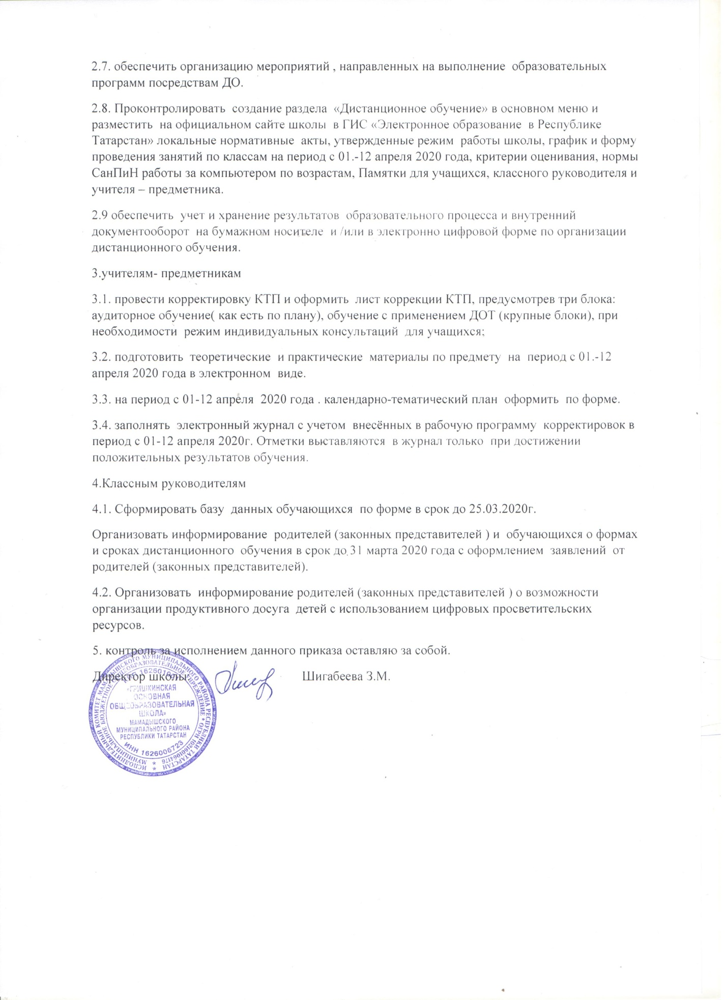 2.7. обеспечить организацию мероприятий , направленных на выполнение образовательных
программ посредствам ДО.
2.8. Проконтролировать создание раздела «Дистанционное обучение» в основном меню и
разместить на официальном сайте школы в ГИС «Электронное образование в Республике
Татарстан» локальные нормативные акты, утвержденные режим работы школы, график и форму
проведения занятий по классам на период с 01.-12 апреля 2020 года, критерии оценивания, нормы
СанПиН работы за компьютером по возрастам, Памятки для учащихся, классного руководителя и
учителя – предметника.
2.9 обеспечить учет и хранение результатов образовательного процесса и внутренний
документооборот на бумажном носителе и /или в электронно цифровой форме по организации
дистанционного обучения.
3.учителям- предметникам
3.1. провести корректировку КТП и оформить лист коррекции КТП, предусмотрев три блока:
аудиторное обучение( как есть по плану), обучение с применением ДОТ (крупные блоки), при
необходимости режим индивидуальных консультаций для учащихся;
3.2. подготовить теоретические и практические материалы по предмету на период с 01.-12
апреля 2020 года в электронном виде.
3.3. на период с 01-12 апреля 2020 года . календарно-тематический план оформить по форме.
3.4. заполнять электронный журнал с учетом внесённых в рабочую программу корректировок в
период с 01-12 апреля 2020г. Отметки выставляются в журнал только при достижении
положительных результатов обучения.
4.Классным руководителям
4.1. Сформировать базу данных обучающихся по форме в срок до 25.03.2020г.
Организовать информирование родителей (законных представителей ) и обучающихся о формах
и сроках дистанционного обучения в срок до 31 марта 2020 года с оформлением заявлений от
родителей (законных представителей).
4.2. Организовать информирование родителей (законных представителей ) о возможности
организации продуктивного досуга детей с использованием цифровых просветительских
ресурсов.
5. контроль за исполнением данного приказа оставляю за собой.
Директор школы: Шигабеева З.М.
ИСПОЛНИТЕЛЬНЫЙ КОМИТЕТ МАМАДЫШСКОГО МУНИЦИПАЛЬНОГО РАЙОНА РЕСПУБЛИКИ ТАТАРСТАН
МУНИЦИПАЛЬНОЕ БЮДЖЕТНОЕ ОБЩЕОБРАЗОВАТЕЛЬНОЕ УЧРЕЖДЕНИЕ * ОГРН 1021601064176
«ГРИШКИНСКАЯ
ОСНОВНАЯ
ОБЩЕОБРАЗОВАТЕЛЬНАЯ
ШКОЛА»
МАМАДЫШСКОГО
МУНИЦИПАЛЬНОГО РАЙОНА
РЕСПУБЛИКИ ТАТАРСТАН
ИНН 1626006723